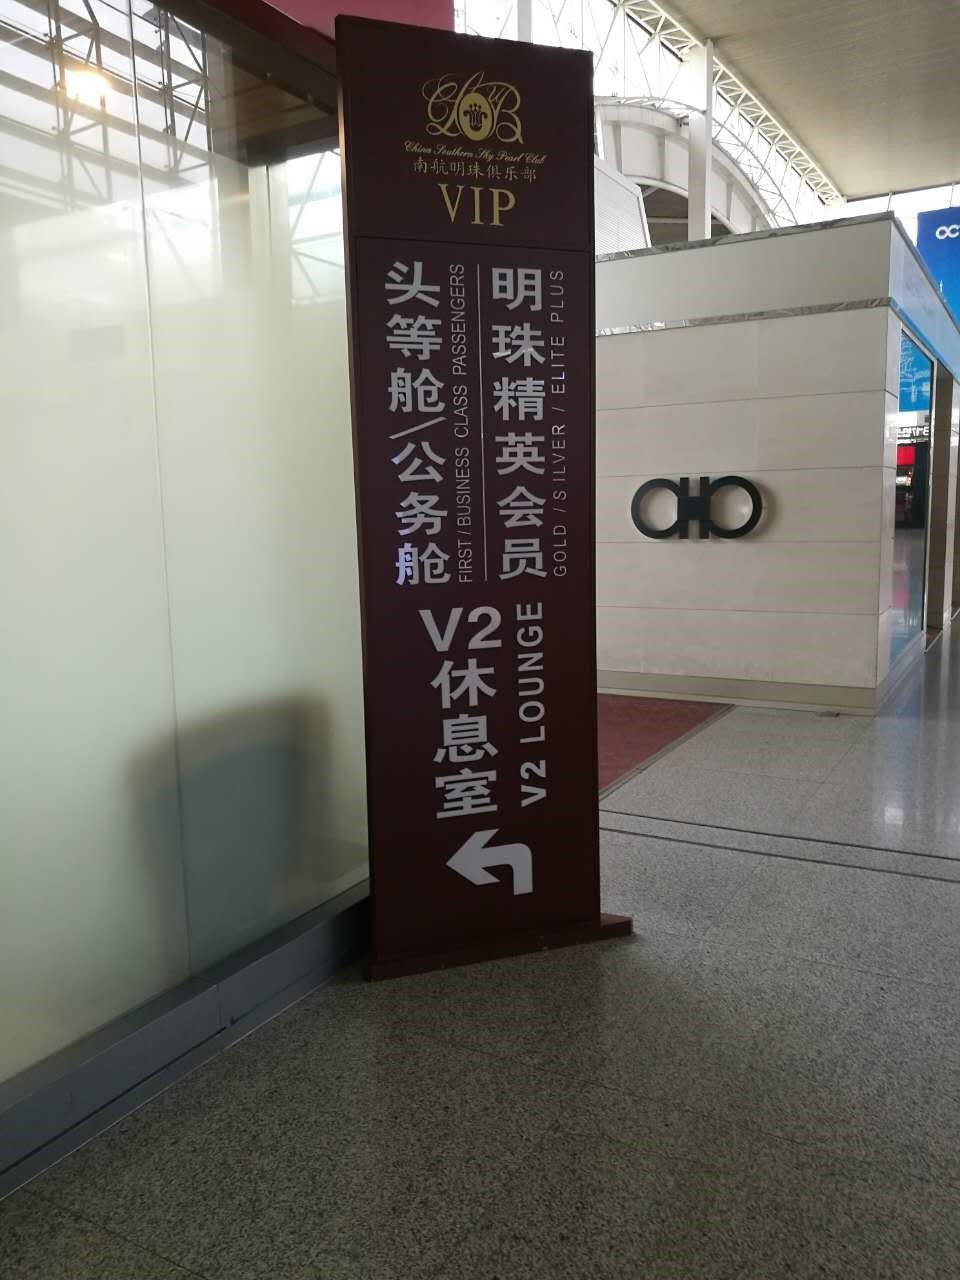 China Southern Sky Pearl Club
南航明珠俱乐部
VIP
明珠精英会员
GOLD / SILVER / ELITE PLUS
头等舱/公务舱
FIRST / BUSINESS CLASS PASSENGERS
V2休息室
V2 LOUNGE